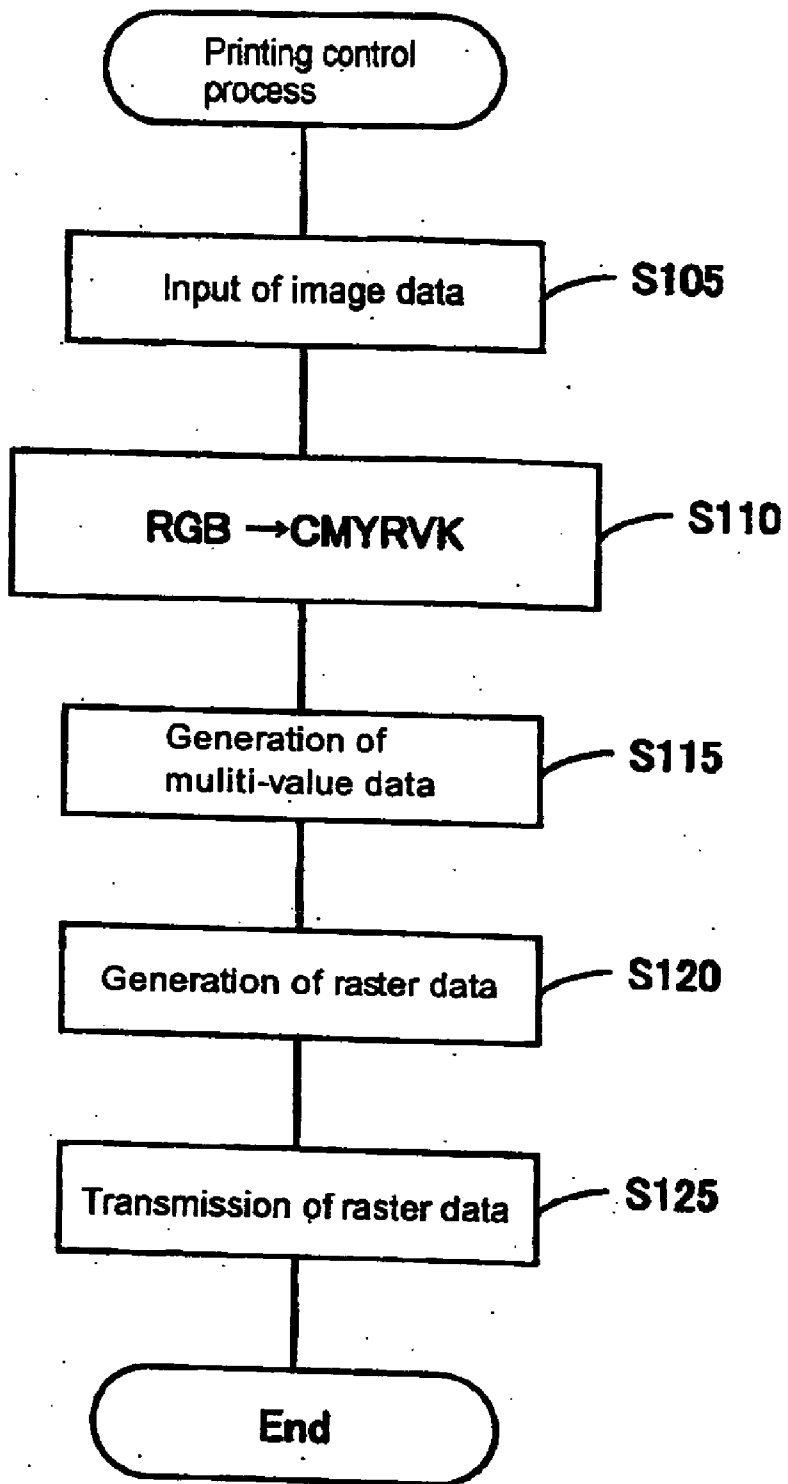 Printing control
process
Input of image data
S105
RGB →CMYRVK
S110
Generation of
muliti-value data
S115
Generation of raster data
S120
Transmission of raster data
S125
End